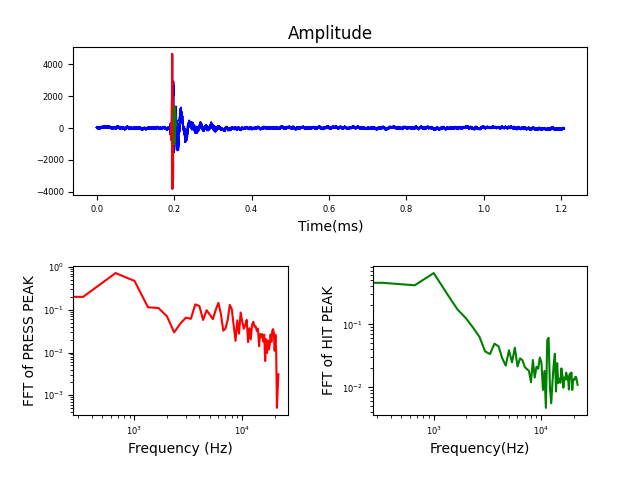 Amplitude
4000
2000
0
−2000
−4000
0.0 0.2 0.4 0.6 0.8 1.0 1.2
Time(ms)
FFT of PRESS PEAK
10⁰
10⁻¹
10⁻²
10⁻³
10³ 10⁴
Frequency (Hz)
FFT of HIT PEAK
10⁻¹
10⁻²
10³ 10⁴
Frequency(Hz)